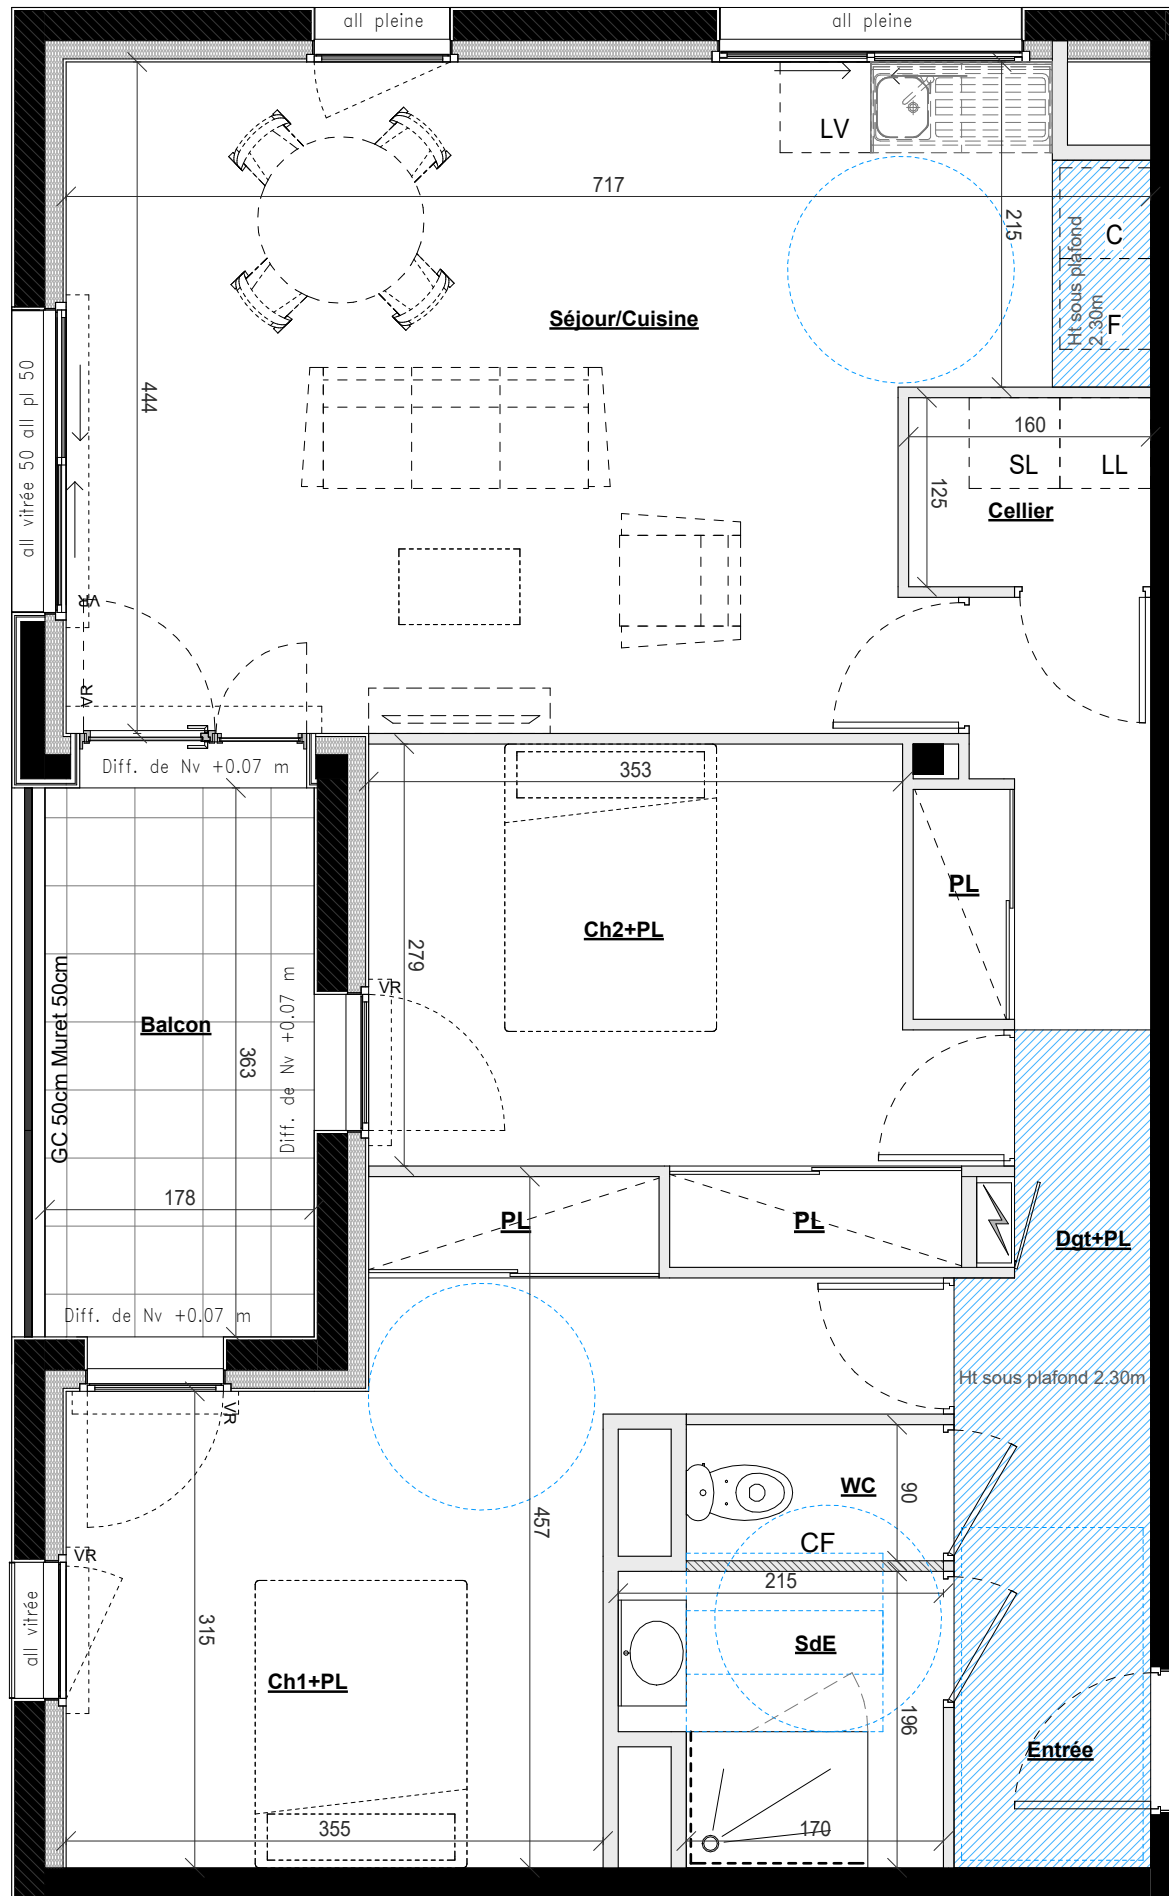 all pleine
all pleine
LV
717
215
C
Ht sous plafond
2.30m
F
Séjour/Cuisine
all vitrée 50 all pl 50
444
160
SL
LL
125
Cellier
VR
VR
Diff. de Nv +0.07 m
353
PL
Ch2+PL
279
VR
GC 50cm Muret 50cm
Balcon
363
Diff. de Nv +0.07 m
178
PL
PL
Dgt+PL
Diff. de Nv +0.07 m
Ht sous plafond 2.30m
VR
WC
90
457
CF
VR
215
all vitrée
315
SdE
Ch1+PL
196
Entrée
355
170